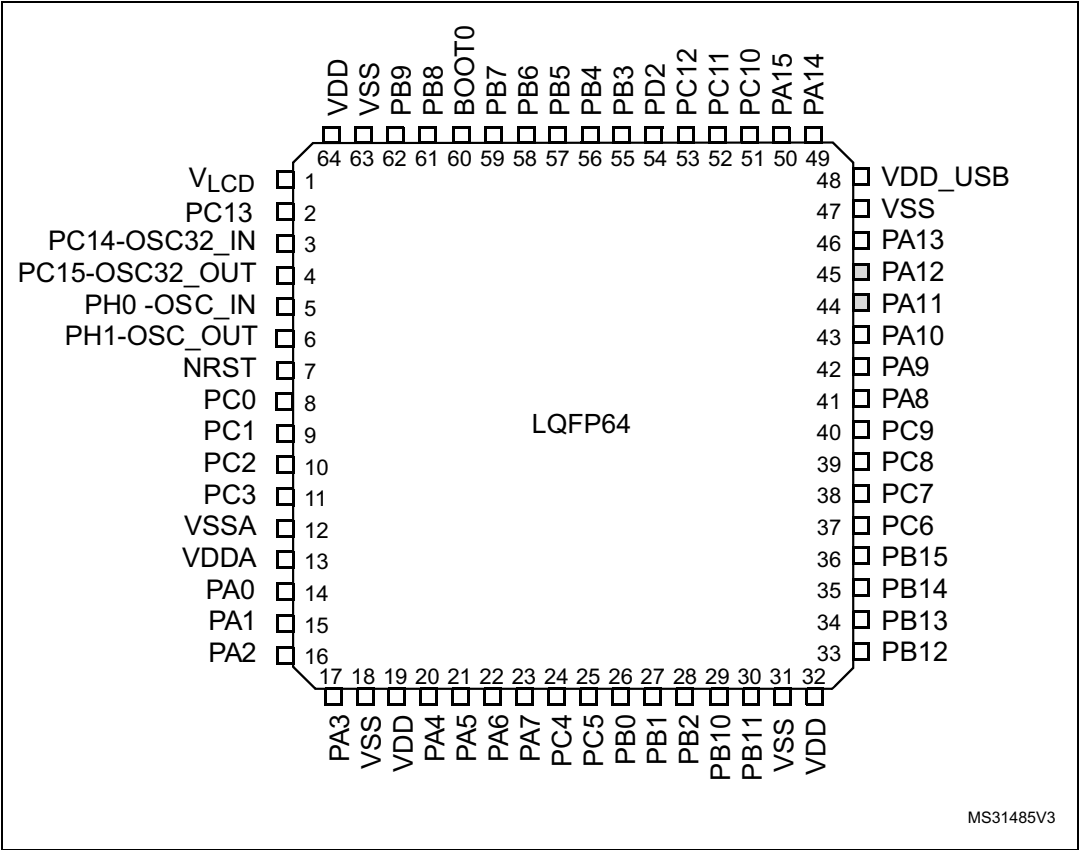 VDD
VSS
PB9
PB8
BOOT0
PB7
PB6
PB5
PB4
PB3
PD2
PC12
PC11
PC10
PA15
PA14
64 63 62 61 60 59 58 57 56 55 54 53 52 51 50 49
VLCD 1
PC13 2
PC14-OSC32_IN 3
PC15-OSC32_OUT 4
PH0 -OSC_IN 5
PH1-OSC_OUT 6
NRST 7
PC0 8
PC1 9
PC2 10
PC3 11
VSSA 12
VDDA 13
PA0 14
PA1 15
PA2 16
LQFP64
48 VDD_USB
47 VSS
46 PA13
45 PA12
44 PA11
43 PA10
42 PA9
41 PA8
40 PC9
39 PC8
38 PC7
37 PC6
36 PB15
35 PB14
34 PB13
33 PB12
17 18 19 20 21 22 23 24 25 26 27 28 29 30 31 32
PA3
VSS
VDD
PA4
PA5
PA6
PA7
PC4
PC5
PB0
PB1
PB2
PB10
PB11
VSS
VDD
MS31485V3